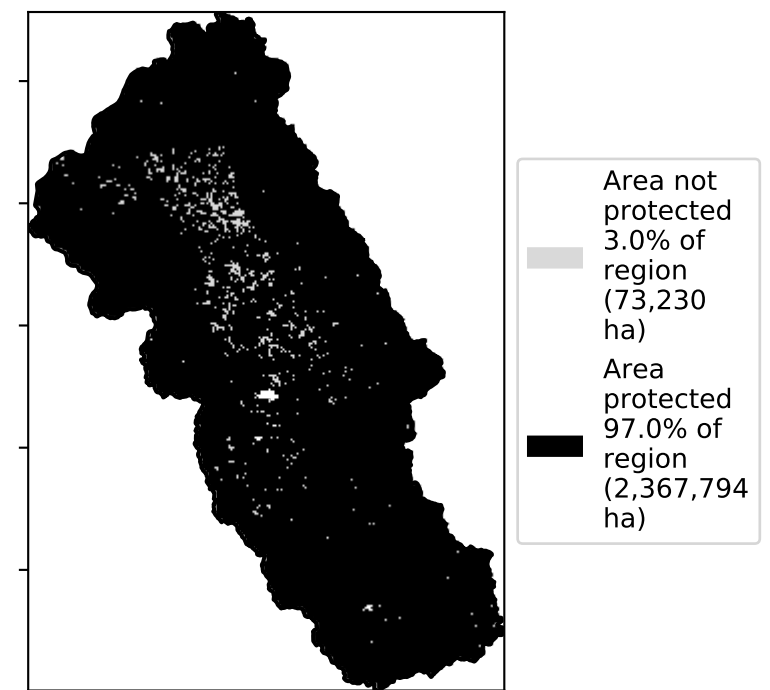 Area not
protected
3.0% of
region
(73,230
ha)
Area
protected
97.0% of
region
(2,367,794
ha)